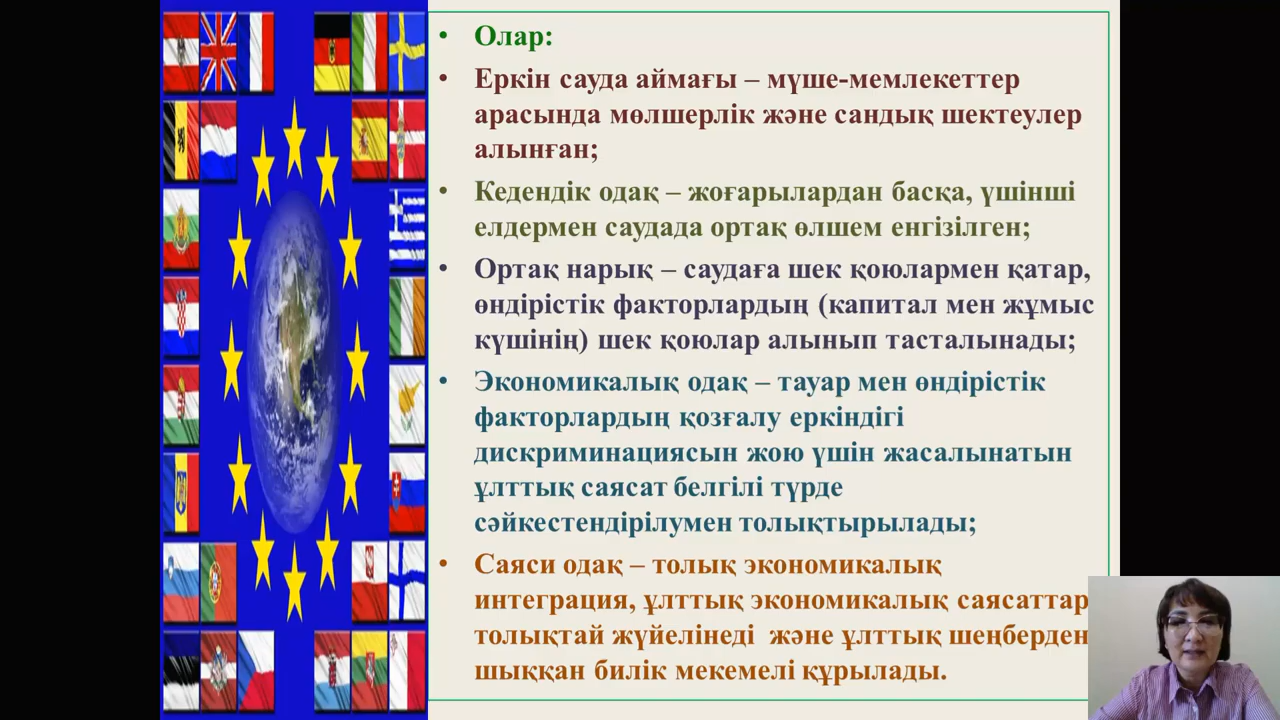 • Олар:
• Еркін сауда аймағы – мүше-мемлекеттер
арасында мөлшерлік және сандық шектеулер
алынған;
• Кедендік одақ – жоғарылардан басқа, үшінші
елдермен саудада ортақ өлшем енгізілген;
• Ортақ нарық – саудаға шек қоюлармен қатар,
өндірістік факторлардың (капитал мен жұмыс
күшінің) шек қоюлар алынып тасталынады;
• Экономикалық одақ – тауар мен өндірістік
факторлардың қозғалу еркіндігі
дискриминациясын жою үшін жасалынатын
ұлттық саясат белгілі түрде
сәйкестендірілумен толықтырылады;
• Саяси одақ – толық экономикалық
интеграция, ұлттық экономикалық саясаттар
толықтай жүйелінеді және ұлттық шеңберден
шыққан билік мекемелі құрылады.